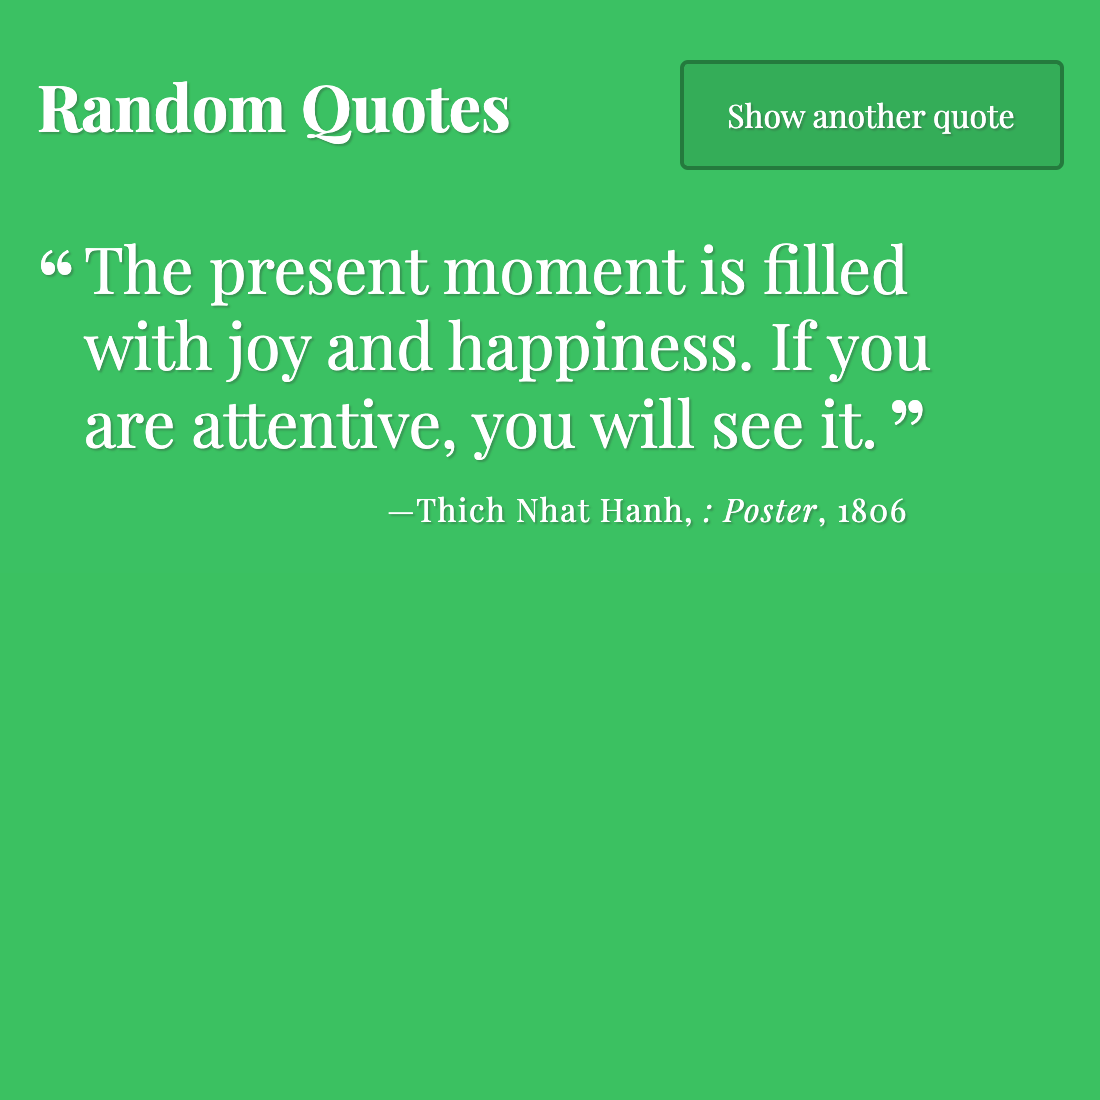 Random Quotes
Show another quote
“ The present moment is filled
with joy and happiness. If you
are attentive, you will see it. ”
—Thich Nhat Hanh, : Poster, 1806